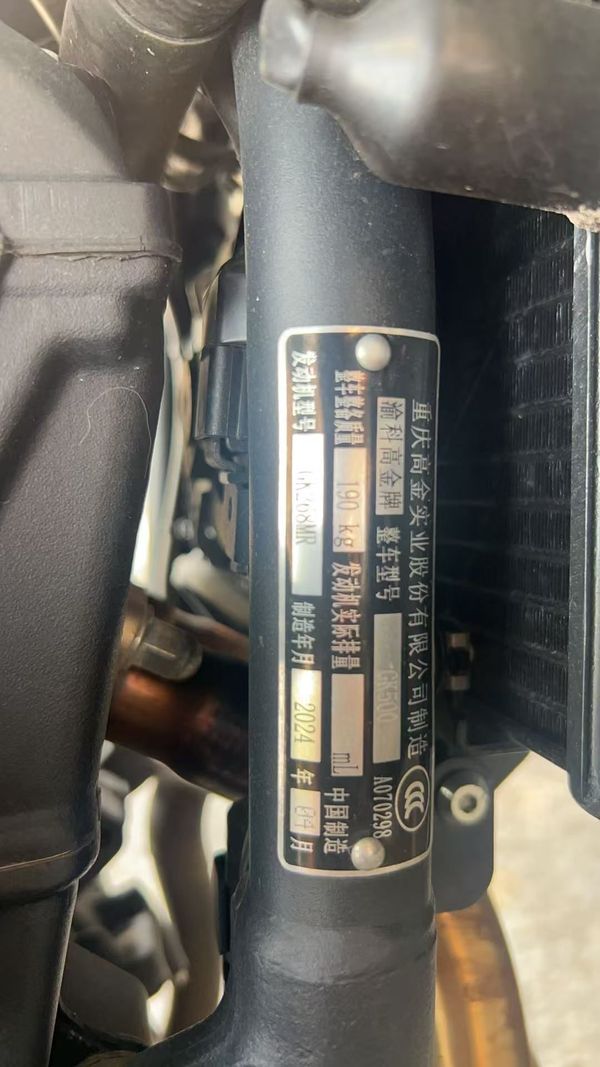 重庆高金实业股份有限公司制造
渝科高金牌 整车型号 GK500 A070298
整车整备质量 190 kg 发动机实际排量 mL 中国制造
发动机型号 GK268MR 制造年月 2024 年 月